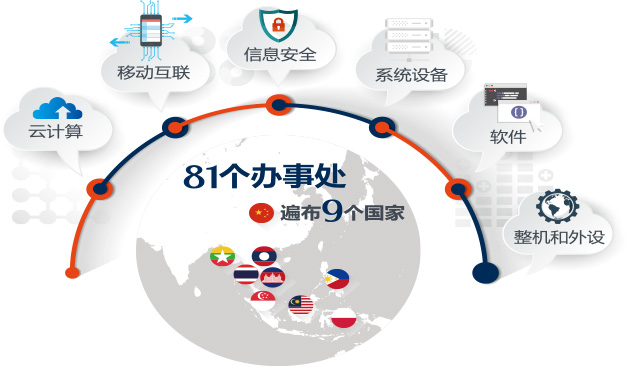 云计算
移动互联
信息安全
系统设备
软件
整机和外设
81个办事处
遍布9个国家